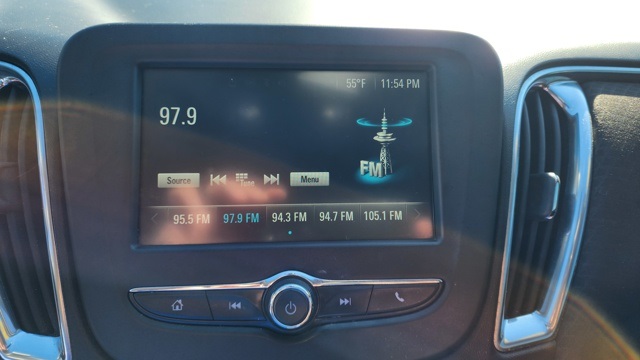 55°F 11:54 PM
97.9
FM
Source Tune Menu
95.5 FM 97.9 FM 94.3 FM 94.7 FM 105.1 FM